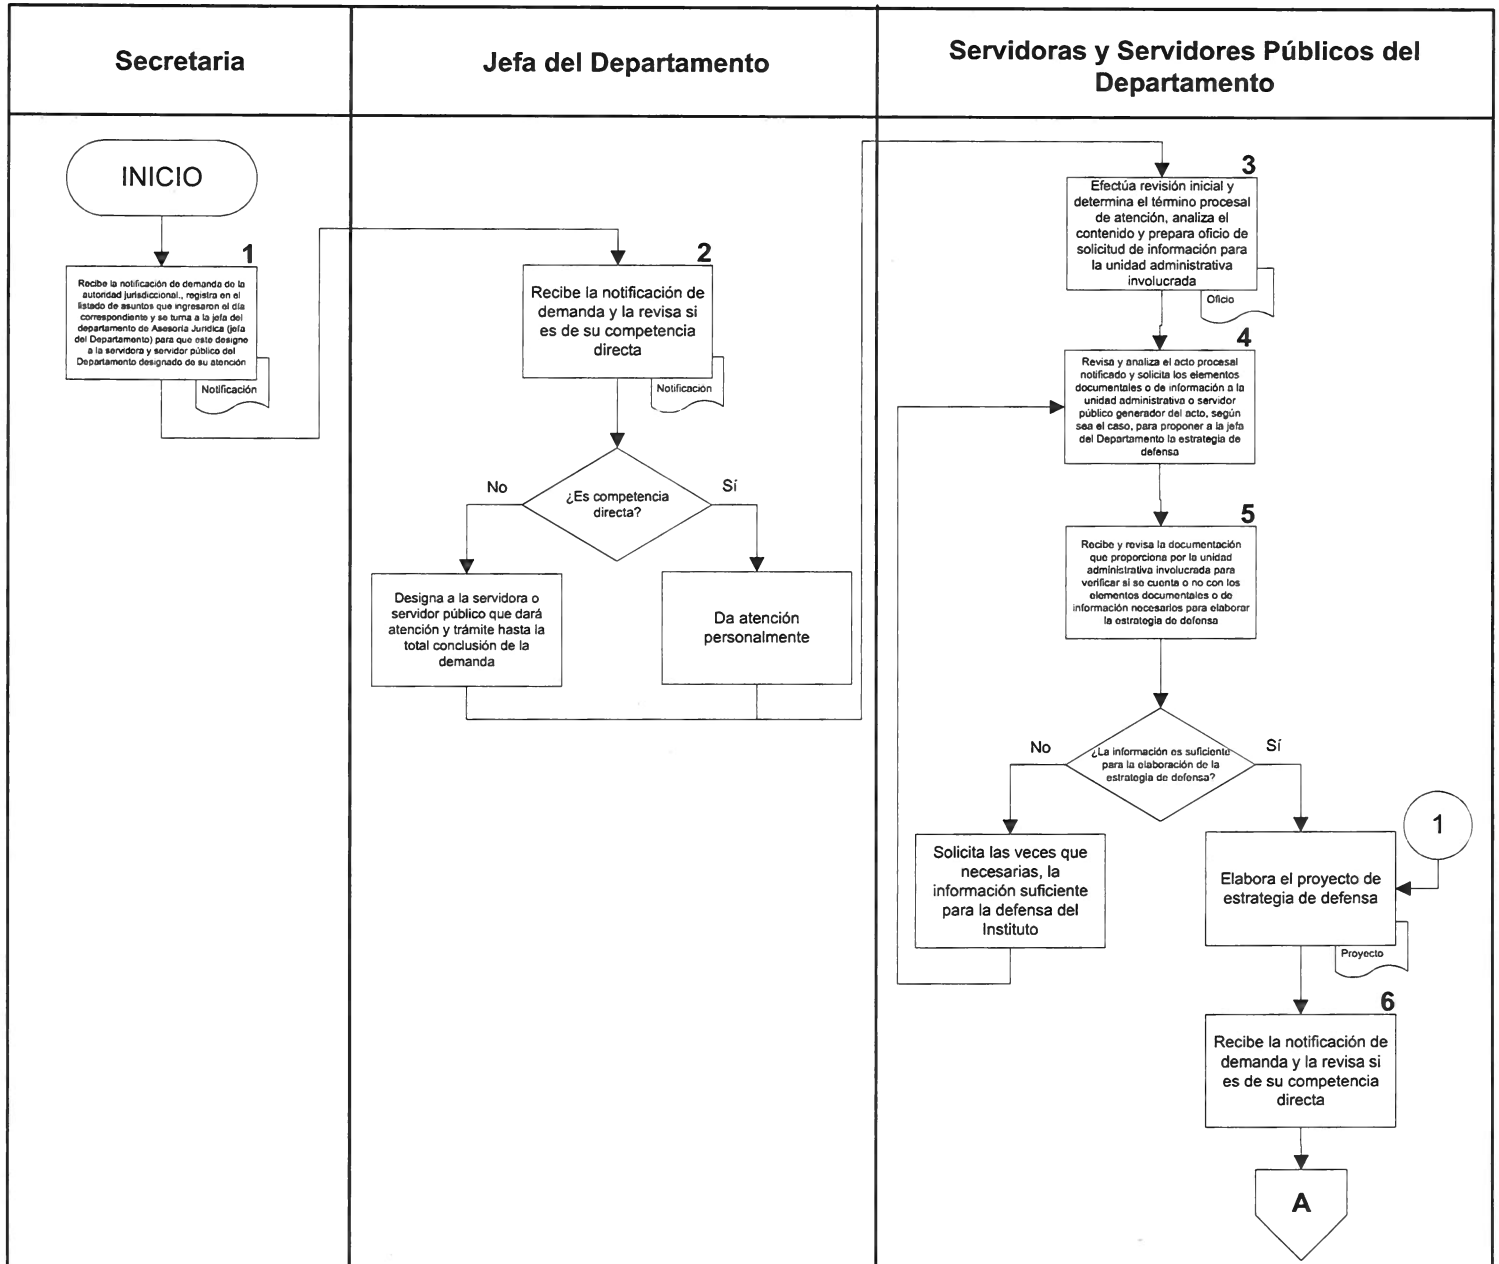 Secretaria
Jefa del Departamento
Servidoras y Servidores Públicos del
Departamento
INICIO
1
Recibe la notificación de demanda de la
autoridad jurisdiccional., registra en el
listado de asuntos que ingresaron el día
correspondiente y se turna a la jefa del
departamento de Asesoría Jurídica (jefa
del Departamento) para que este designe
a la servidora y servidor público del
Departamento designado de su atención
Notificación
2
Recibe la notificación de
demanda y la revisa si
es de su competencia
directa
Notificación
¿Es competencia
directa?
No
Sí
Designa a la servidora o
servidor público que dará
atención y trámite hasta la
total conclusión de la
demanda
Da atención
personalmente
3
Efectúa revisión inicial y
determina el término procesal
de atención, analiza el
contenido y prepara oficio de
solicitud de información para
la unidad administrativa
involucrada
Oficio
4
Revisa y analiza el acto procesal
notificado y solicita los elementos
documentales o de información a la
unidad administrativa o servidor
público generador del acto, según
sea el caso, para proponer a la jefa
del Departamento la estrategia de
defensa
5
Recibe y revisa la documentación
que proporciona por la unidad
administrativa involucrada para
verificar si se cuenta o no con los
elementos documentales o de
información necesarios para elaborar
la estrategia de defensa
¿La información es suficiente
para la elaboración de la
estrategia de defensa?
No
Sí
Solicita las veces que
necesarias, la
información suficiente
para la defensa del
Instituto
1
Elabora el proyecto de
estrategia de defensa
Proyecto
6
Recibe la notificación de
demanda y la revisa si
es de su competencia
directa
A